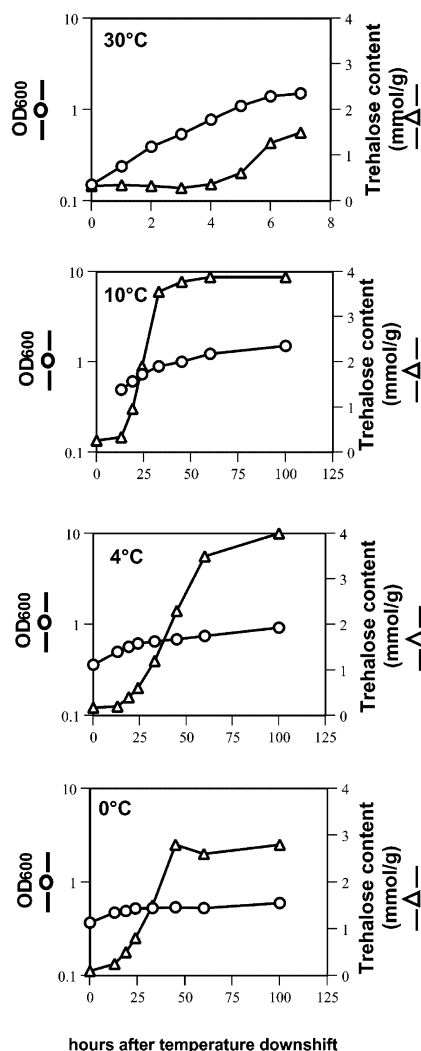 30°C
OD600
Trehalose content
(mmol/g)
10
1
0.1
4
3
2
1
0
0 2 4 6 8
10°C
OD600
Trehalose content
(mmol/g)
10
1
0.1
4
3
2
1
0
0 25 50 75 100 125
4°C
OD600
Trehalose content
(mmol/g)
10
1
0.1
4
3
2
1
0
0 25 50 75 100 125
0°C
OD600
Trehalose content
(mmol/g)
10
1
0.1
4
3
2
1
0
0 25 50 75 100 125
hours after temperature downshift